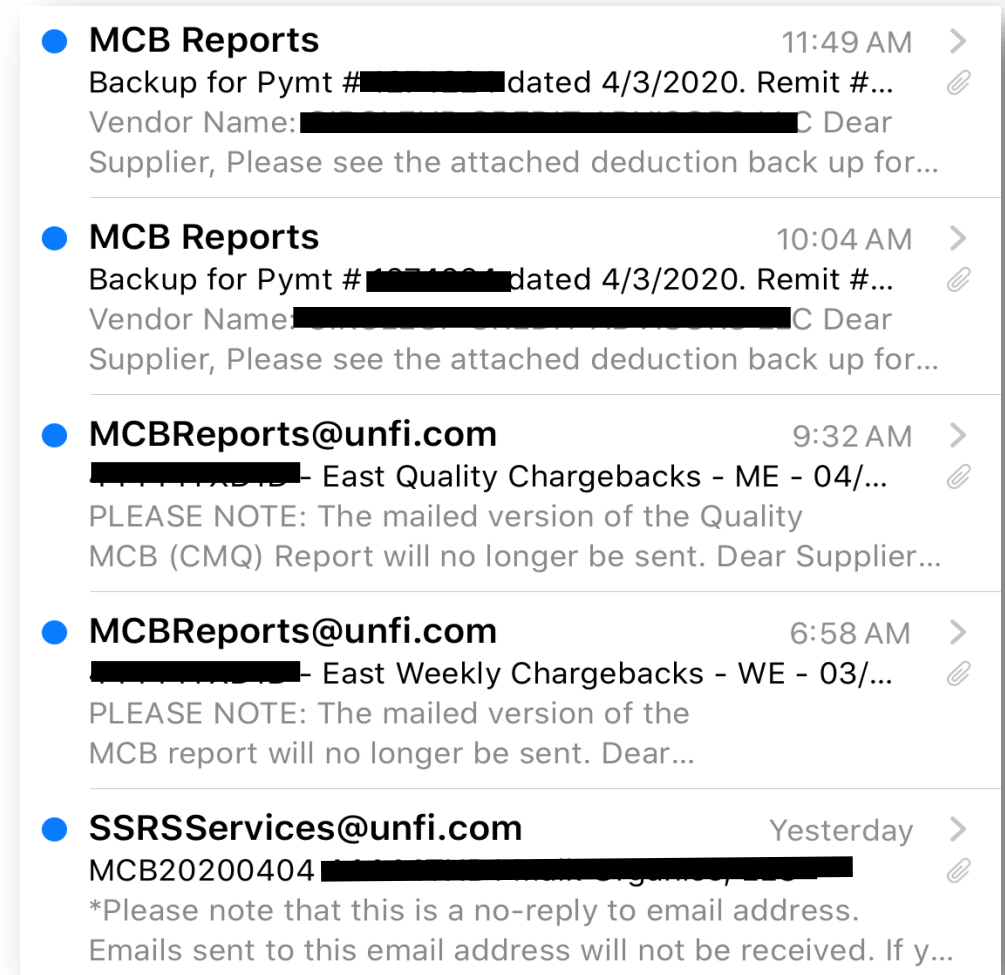 MCB Reports 11:49 AM
Backup for Pymt # dated 4/3/2020. Remit #...
Vendor Name: C Dear
Supplier, Please see the attached deduction back up for...
MCB Reports 10:04 AM
Backup for Pymt # dated 4/3/2020. Remit #...
Vendor Name: C Dear
Supplier, Please see the attached deduction back up for...
MCBReports@unfi.com 9:32 AM
- East Quality Chargebacks - ME - 04/...
PLEASE NOTE: The mailed version of the Quality
MCB (CMQ) Report will no longer be sent. Dear Supplier...
MCBReports@unfi.com 6:58 AM
- East Weekly Chargebacks - WE - 03/...
PLEASE NOTE: The mailed version of the
MCB report will no longer be sent. Dear...
SSRSServices@unfi.com Yesterday
MCB20200404
*Please note that this is a no-reply to email address.
Emails sent to this email address will not be received. If y...